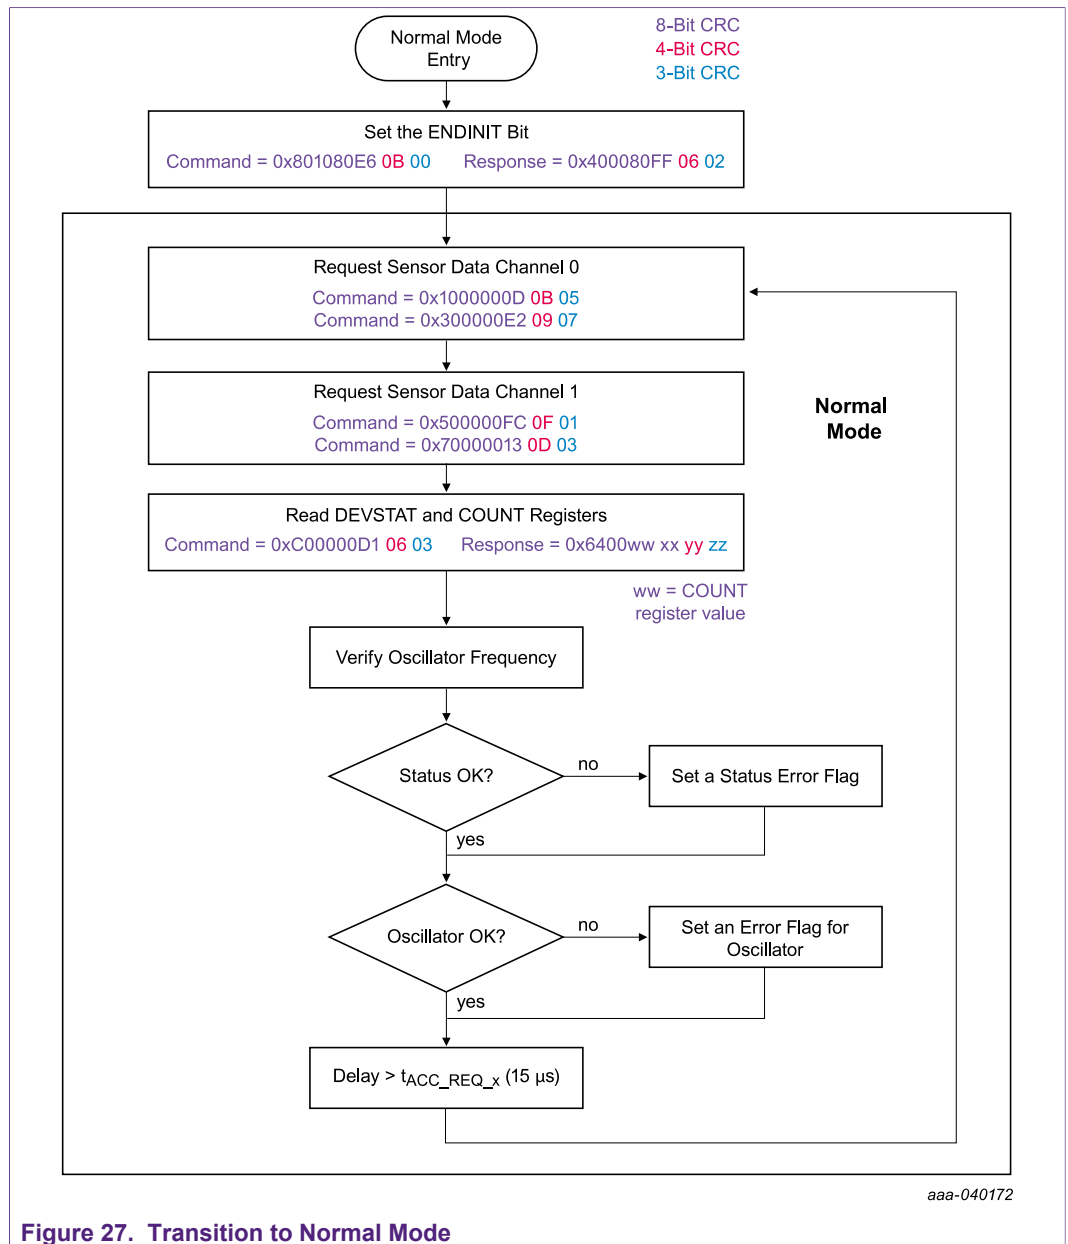 Normal Mode
Entry
8-Bit CRC
4-Bit CRC
3-Bit CRC
Set the ENDINIT Bit
Command = 0x801080E6 0B 00 Response = 0x400080FF 06 02
Request Sensor Data Channel 0
Command = 0x1000000D 0B 05
Command = 0x300000E2 09 07
Request Sensor Data Channel 1
Command = 0x500000FC 0F 01
Command = 0x70000013 0D 03
Normal
Mode
Read DEVSTAT and COUNT Registers
Command = 0xC00000D1 06 03 Response = 0x6400ww xx yy zz
ww = COUNT
register value
Verify Oscillator Frequency
Status OK?
no
Set a Status Error Flag
yes
Oscillator OK?
no
Set an Error Flag for
Oscillator
yes
Delay > tACC_REQ_x (15 µs)
aaa-040172
Figure 27. Transition to Normal Mode